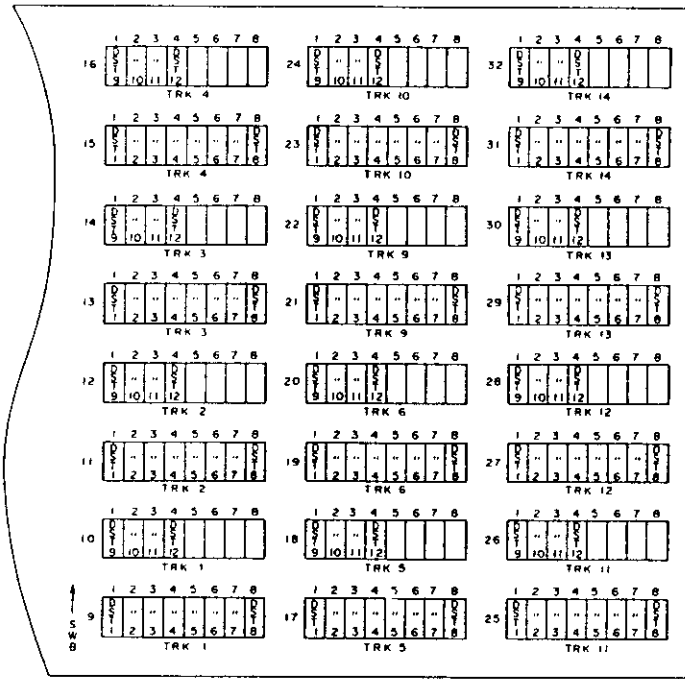 1 2 3 4 5 6 7 8 1 2 3 4 5 6 7 8 1 2 3 4 5 6 7 8
16 DST " " DST 24 DST " " DST 32 DST " " DST
9 10 11 12 9 10 11 12 9 10 11 12
TRK 4 TRK 10 TRK 14
1 2 3 4 5 6 7 8 1 2 3 4 5 6 7 8 1 2 3 4 5 6 7 8
15 DST " " " " " " DST 23 DST " " " " " " DST 31 DST " " " " " " DST
1 2 3 4 5 6 7 8 1 2 3 4 5 6 7 8 1 2 3 4 5 6 7 8
TRK 4 TRK 10 TRK 14
1 2 3 4 5 6 7 8 1 2 3 4 5 6 7 8 1 2 3 4 5 6 7 8
14 DST " " DST 22 DST " " DST 30 DST " " DST
9 10 11 12 9 10 11 12 9 10 11 12
TRK 3 TRK 9 TRK 13
1 2 3 4 5 6 7 8 1 2 3 4 5 6 7 8 1 2 3 4 5 6 7 8
13 DST " " " " " " DST 21 DST " " " " " " DST 29 DST " " " " " " DST
1 2 3 4 5 6 7 8 1 2 3 4 5 6 7 8 1 2 3 4 5 6 7 8
TRK 3 TRK 9 TRK 13
1 2 3 4 5 6 7 8 1 2 3 4 5 6 7 8 1 2 3 4 5 6 7 8
12 DST " " DST 20 DST " " DST 28 DST " " DST
9 10 11 12 9 10 11 12 9 10 11 12
TRK 2 TRK 6 TRK 12
1 2 3 4 5 6 7 8 1 2 3 4 5 6 7 8 1 2 3 4 5 6 7 8
11 DST " " " " " " DST 19 DST " " " " " " DST 27 DST " " " " " " DST
1 2 3 4 5 6 7 8 1 2 3 4 5 6 7 8 1 2 3 4 5 6 7 8
TRK 2 TRK 6 TRK 12
1 2 3 4 5 6 7 8 1 2 3 4 5 6 7 8 1 2 3 4 5 6 7 8
10 DST " " DST 18 DST " " DST 26 DST " " DST
9 10 11 12 9 10 11 12 9 10 11 12
TRK 1 TRK 5 TRK 11
1 2 3 4 5 6 7 8 1 2 3 4 5 6 7 8 1 2 3 4 5 6 7 8
9 DST " " " " " " DST 17 DST " " " " " " DST 25 DST " " " " " " DST
1 2 3 4 5 6 7 8 1 2 3 4 5 6 7 8 1 2 3 4 5 6 7 8
TRK 1 TRK 5 TRK 11
SWB